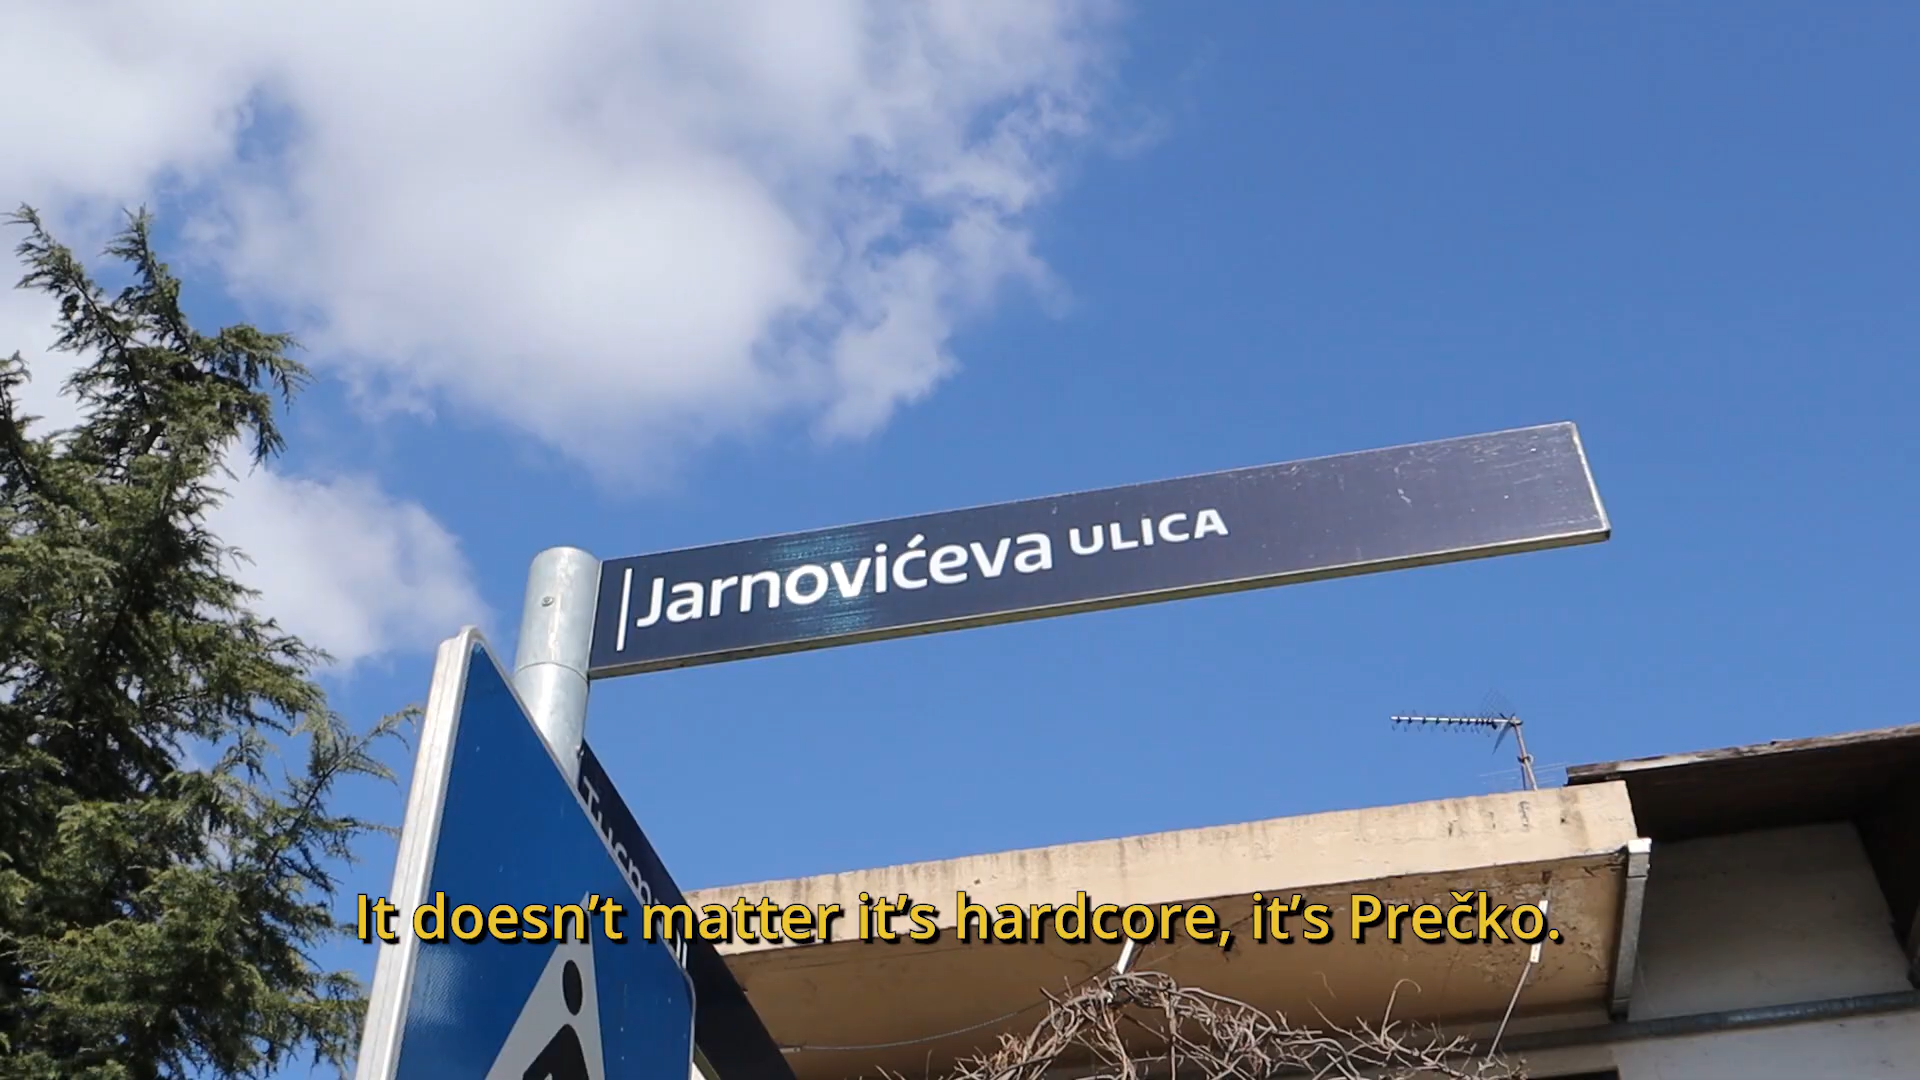 Jarnovićeva ULICA
It doesn’t matter it’s hardcore, it’s Prečko.